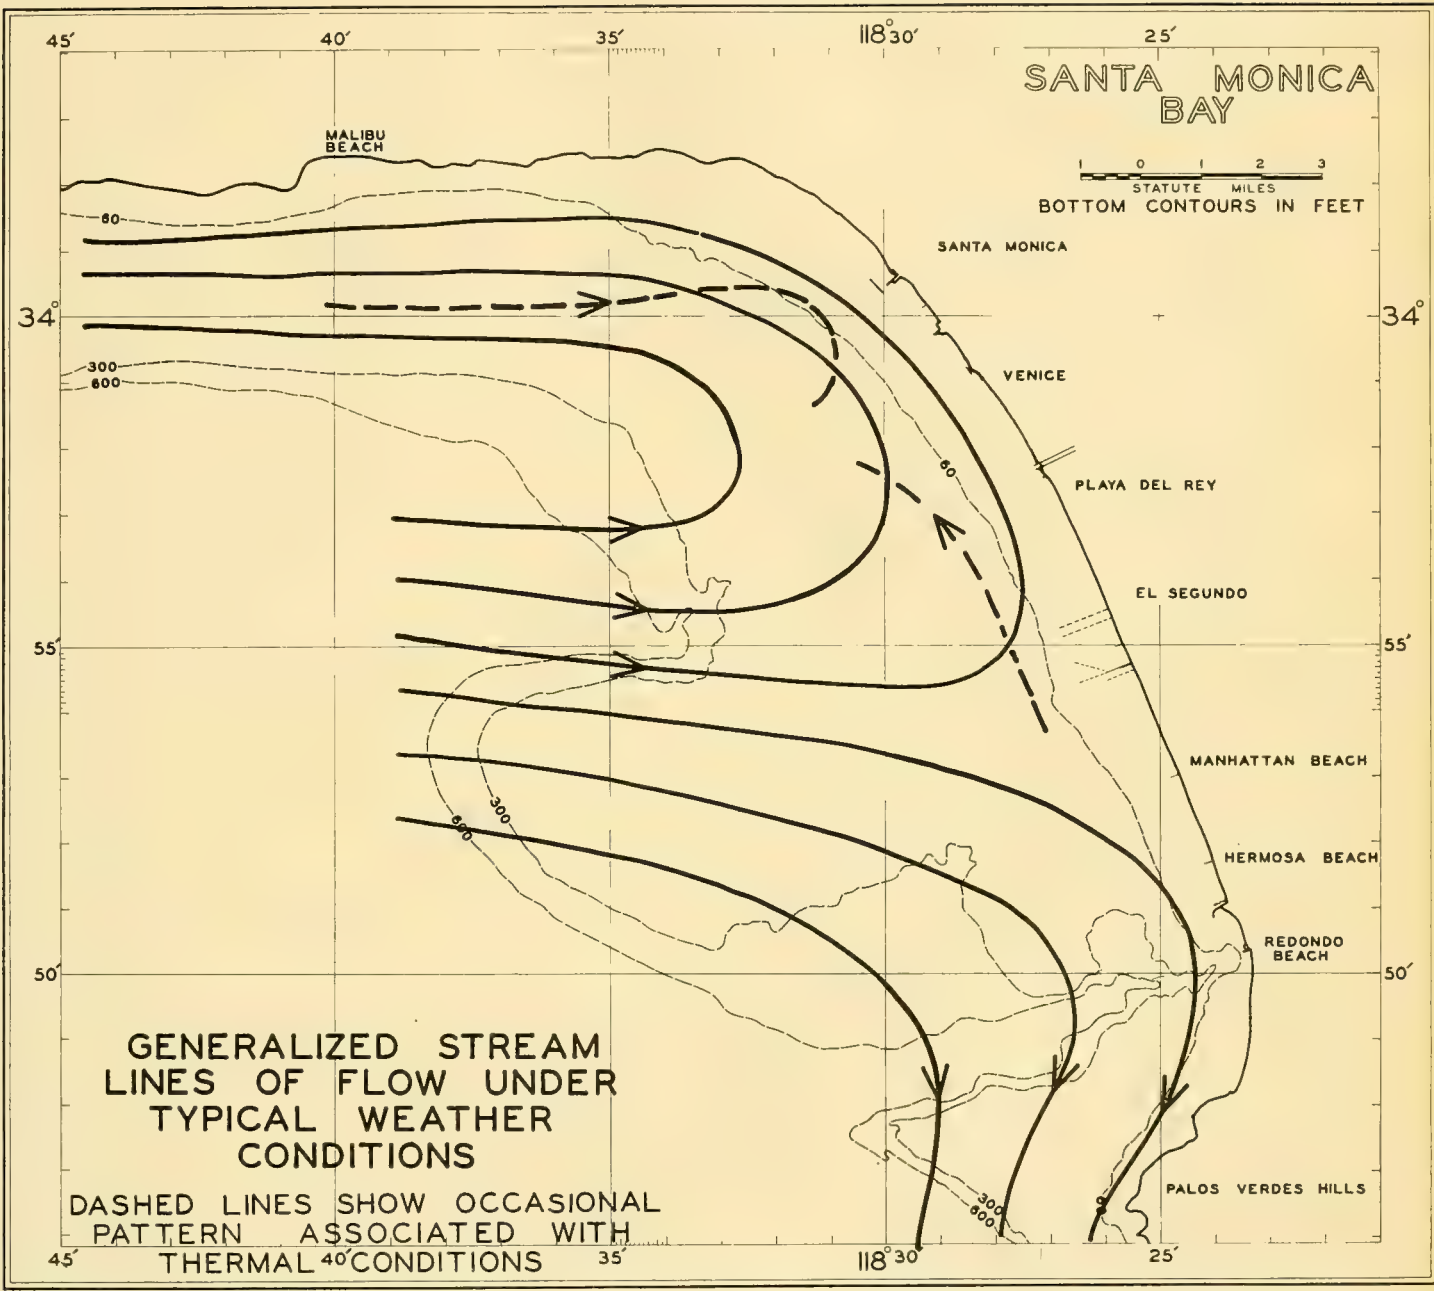 45' 40' 35' 118°30' 25'
SANTA MONICA
BAY
1 0 1 2 3
STATUTE MILES
BOTTOM CONTOURS IN FEET
MALIBU
BEACH
60
SANTA MONICA
34° 34°
300
600
VENICE
60
PLAYA DEL REY
EL SEGUNDO
55' 55'
MANHATTAN BEACH
300
600
HERMOSA BEACH
REDONDO
BEACH
50' 50'
GENERALIZED STREAM
LINES OF FLOW UNDER
TYPICAL WEATHER
CONDITIONS
DASHED LINES SHOW OCCASIONAL
PATTERN ASSOCIATED WITH
THERMAL CONDITIONS
PALOS VERDES HILLS
300
600
45' 40' 35' 118°30' 25'